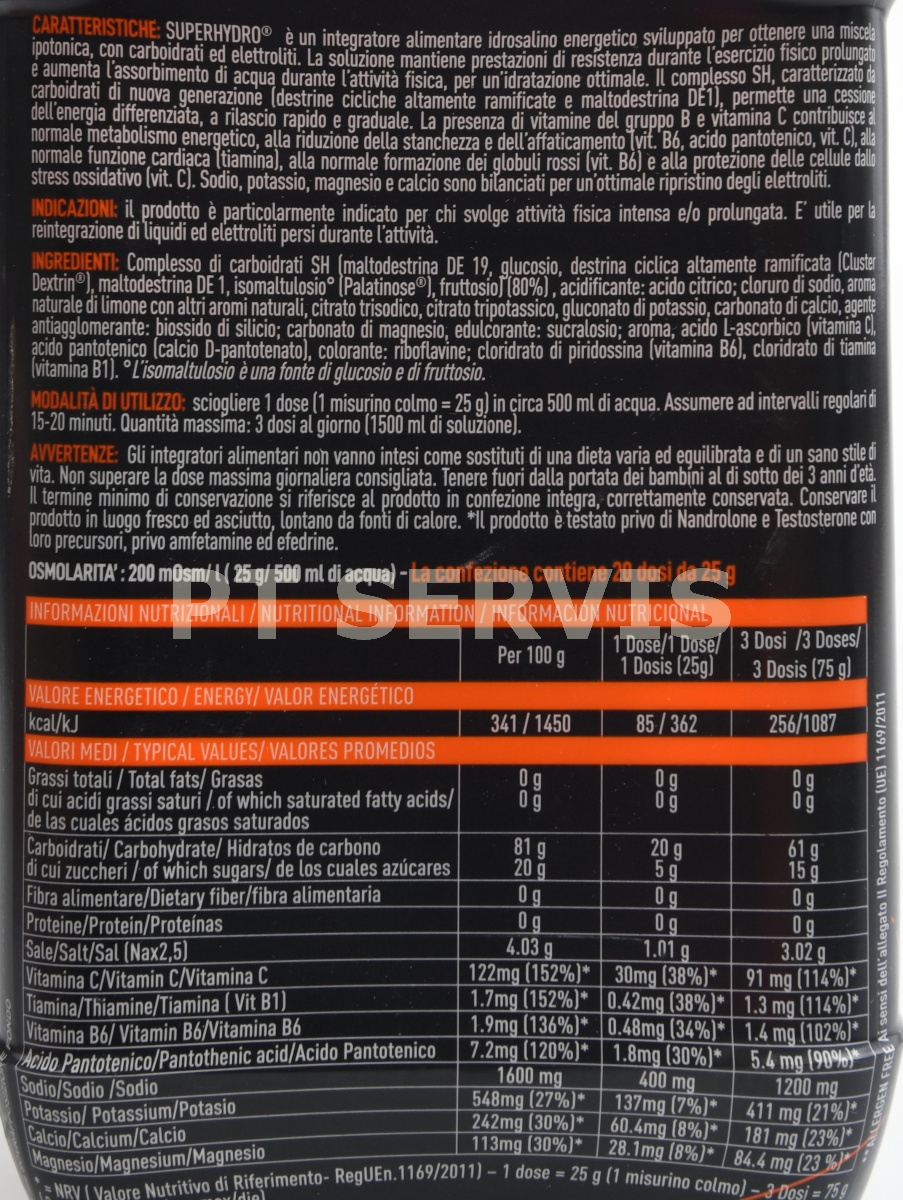 CARATTERISTICHE: SUPERHYDRO® è un integratore alimentare idrosalino energetico sviluppato per ottenere una miscela
ipotonica, con carboidrati ed elettroliti. La soluzione mantiene prestazioni di resistenza durante l'esercizio fisico prolungato
e aumenta l'assorbimento di acqua durante l'attività fisica, per un'idratazione ottimale. Il complesso SH, caratterizzato da
carboidrati di nuova generazione (destrine cicliche altamente ramificate e maltodestrina DE1), permette una cessione
dell'energia differenziata, a rilascio rapido e graduale. La presenza di vitamine del gruppo B e vitamina C contribuisce al
normale metabolismo energetico, alla riduzione della stanchezza e dell'affaticamento (vit. B6, acido pantotenico, vit. C), alla
normale funzione cardiaca (tiamina), alla normale formazione dei globuli rossi (vit. B6) e alla protezione delle cellule dallo
stress ossidativo (vit. C). Sodio, potassio, magnesio e calcio sono bilanciati per un'ottimale ripristino degli elettroliti.
INDICAZIONI: il prodotto è particolarmente indicato per chi svolge attività fisica intensa e/o prolungata. E' utile per la
reintegrazione di liquidi ed elettroliti persi durante l'attività.
INGREDIENTI: Complesso di carboidrati SH (maltodestrina DE 19, glucosio, destrina ciclica altamente ramificata (Cluster
Dextrin®), maltodestrina DE 1, isomaltulosio° (Palatinose®), fruttosio) (80%), acidificante: acido citrico; cloruro di sodio, aroma
naturale di limone con altri aromi naturali, citrato trisodico, citrato tripotassico, gluconato di potassio, carbonato di calcio, agente
antiagglomerante: biossido di silicio; carbonato di magnesio, edulcorante: sucralosio; aroma, acido L-ascorbico (vitamina C),
acido pantotenico (calcio D-pantotenato), colorante: riboflavine; cloridrato di piridossina (vitamina B6), cloridrato di tiamina
(vitamina B1). °L'isomaltulosio è una fonte di glucosio e di fruttosio.
MODALITÀ DI UTILIZZO: sciogliere 1 dose (1 misurino colmo = 25 g) in circa 500 ml di acqua. Assumere ad intervalli regolari di
15-20 minuti. Quantità massima: 3 dosi al giorno (1500 ml di soluzione).
AVVERTENZE: Gli integratori alimentari non vanno intesi come sostituti di una dieta varia ed equilibrata e di un sano stile di
vita. Non superare la dose massima giornaliera consigliata. Tenere fuori dalla portata dei bambini al di sotto dei 3 anni d'età.
Il termine minimo di conservazione si riferisce al prodotto in confezione integra, correttamente conservata. Conservare il
prodotto in luogo fresco ed asciutto, lontano da fonti di calore. *Il prodotto è testato privo di Nandrolone e Testosterone con
loro precursori, privo amfetamine ed efedrine.
OSMOLARITA' : 200 mOsm/l ( 25 g/ 500 ml di acqua) - La confezione contiene 20 dosi da 25 g
PT SERVIS
INFORMAZIONI NUTRIZIONALI / NUTRITIONAL INFORMATION / INFORMACIÓN NUTRICIONAL
Per 100 g 1 Dose/1 Dose/ 1 Dosis (25g) 3 Dosi /3 Doses/ 3 Dosis (75 g)
VALORE ENERGETICO / ENERGY/ VALOR ENERGÉTICO
kcal/kJ 341 / 1450 85 / 362 256/1087
VALORI MEDI / TYPICAL VALUES/ VALORES PROMEDIOS
Grassi totali / Total fats/ Grasas 0 g 0 g 0 g
di cui acidi grassi saturi / of which saturated fatty acids/ 0 g 0 g 0 g
de las cuales ácidos grasos saturados
Carboidrati/ Carbohydrate/ Hidratos de carbono 81 g 20 g 61 g
di cui zuccheri / of which sugars/ de los cuales azúcares 20 g 5 g 15 g
Fibra alimentare/Dietary fiber/fibra alimentaria 0 g 0 g 0 g
Proteine/Protein/Proteínas 0 g 0 g 0 g
Sale/Salt/Sal (Nax2,5) 4.03 g 1.01 g 3.02 g
Vitamina C/Vitamin C/Vitamina C 122mg (152%)* 30mg (38%)* 91 mg (114%)*
Tiamina/Thiamine/Tiamina ( Vit B1) 1.7mg (152%)* 0.42mg (38%)* 1.3 mg (114%)*
Vitamina B6/ Vitamin B6/Vitamina B6 1.9mg (136%)* 0.48mg (34%)* 1.4 mg (102%)*
Acido Pantotenico/Pantothenic acid/Acido Pantotenico 7.2mg (120%)* 1.8mg (30%)* 5.4 mg (90%)*
Sodio/Sodio /Sodio 1600 mg 400 mg 1200 mg
Potassio/ Potassium/Potasio 548mg (27%)* 137mg (7%)* 411 mg (21%)*
Calcio/Calcium/Calcio 242mg (30%)* 60.4mg (8%)* 181 mg (23%)*
Magnesio/Magnesium/Magnesio 113mg (30%)* 28.1mg (8%)* 84.4 mg (23 %)*
* = NRV ( Valore Nutritivo di Riferimento- RegUEn.1169/2011) – 1 dose = 25 g (1 misurino colmo) – 3 Dosi = 75 g
**ALLERGEN FREE Ai sensi dell'allegato II Regolamento (UE) 1169/2011